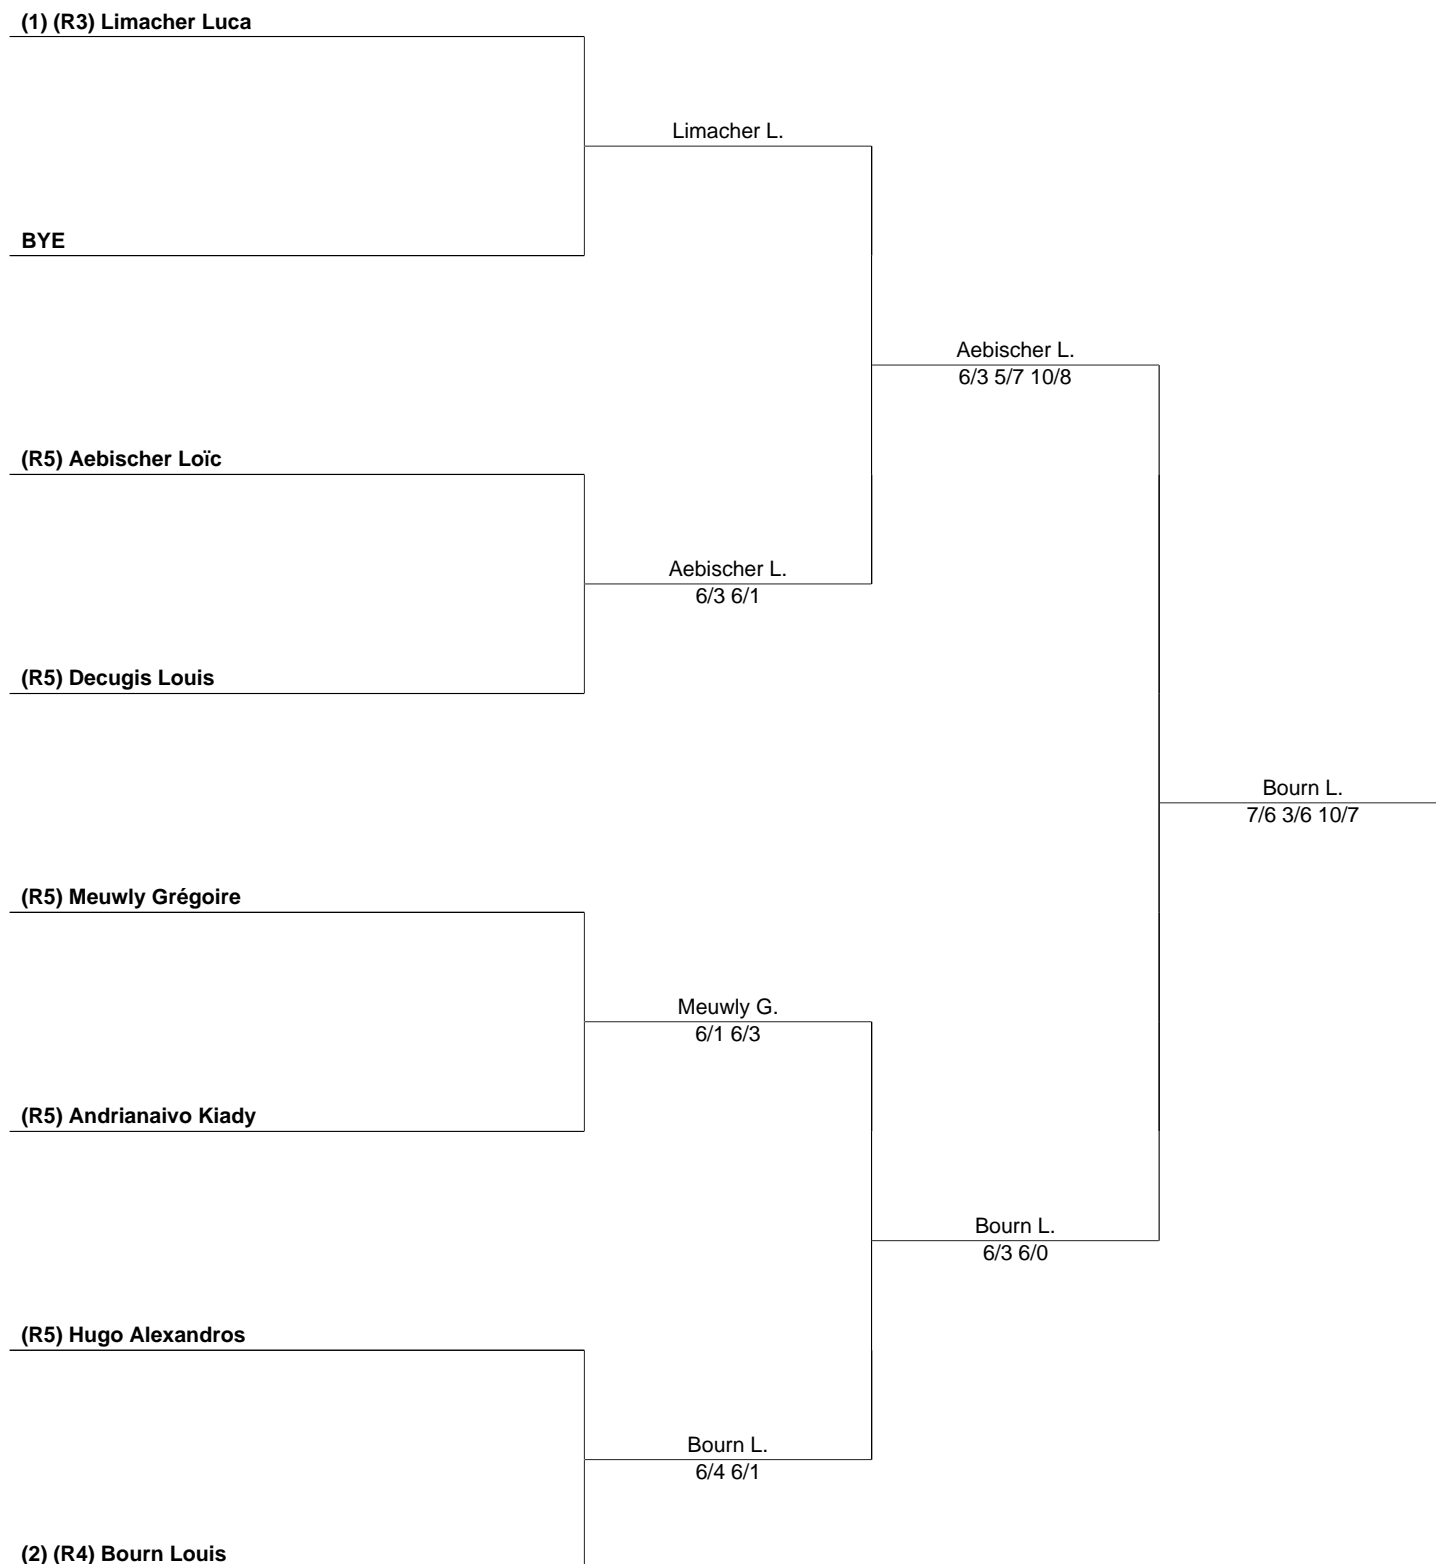 (1) (R3) Limacher Luca
Limacher L.
BYE
Aebischer L.
6/3 5/7 10/8
(R5) Aebischer Loïc
Aebischer L.
6/3 6/1
(R5) Decugis Louis
Bourn L.
7/6 3/6 10/7
(R5) Meuwly Grégoire
Meuwly G.
6/1 6/3
(R5) Andrianaivo Kiady
Bourn L.
6/3 6/0
(R5) Hugo Alexandros
Bourn L.
6/4 6/1
(2) (R4) Bourn Louis